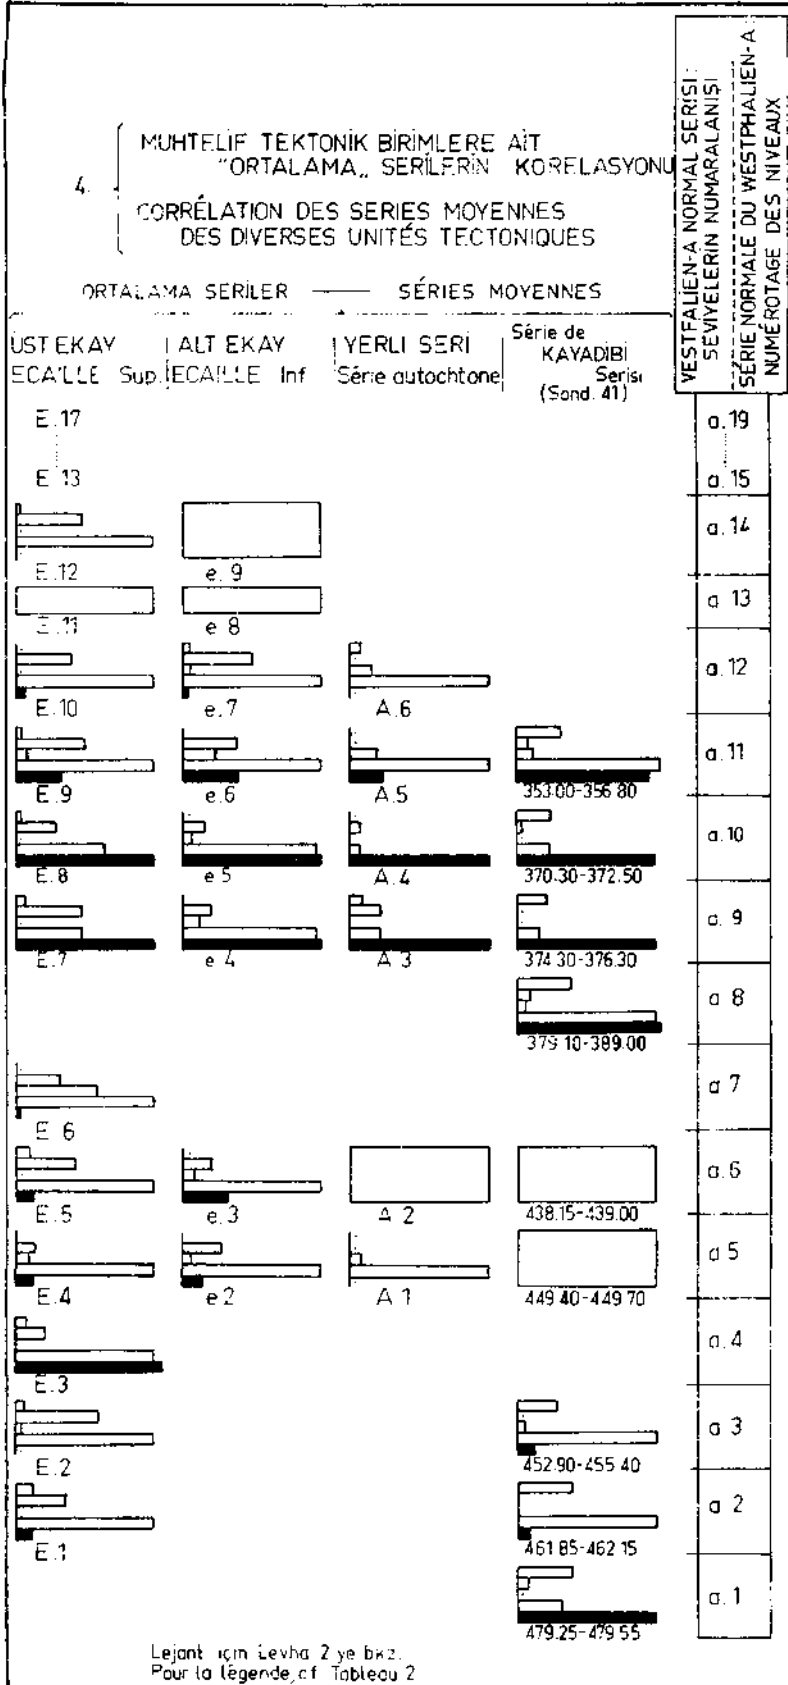 4.
MUHTELİF TEKTONİK BİRİMLERE AİT
"ORTALAMA„ SERİLERİN KORELASYONU
CORRÉLATION DES SERIES MOYENNES
DES DIVERSES UNITÉS TECTONIQUES
ORTALAMA SERİLER —— SÉRIES MOYENNES
VESTFALİEN-A NORMAL SERİSİ:
SEVİYELERİN NUMARALANIŞI
SÉRIE NORMALE DU WESTPHALIEN-A:
NUMÉROTAGE DES NIVEAUX
ÜST EKAY
ECAILLE Sup.
ALT EKAY
ECAILLE Inf
YERLİ SERİ
Série autochtone
Série de
KAYADİBİ
Serisi
(Sond. 41)
E.17 a.19
E 13 a.15
a.14
E.12 e.9
a 13
E.11 e 8
a.12
E.10 e.7 A.6
a.11
E.9 e.6 A.5 353.00-356 80
a.10
E.8 e 5 A.4 370.30-372.50
a. 9
E.7 e 4 A 3 374 30-376.30
a 8
379 10-389.00
a 7
E 6
a.6
E.5 e.3 A 2 438.15-439.00
a 5
E.4 e 2 A 1 449 40-449 70
a.4
E.3
a 3
E.2 452.90-455 40
a 2
E.1 461 85-462 15
a.1
479.25-479 55
Lejant için Levha 2 ye bkz.
Pour la légende, cf Tableau 2